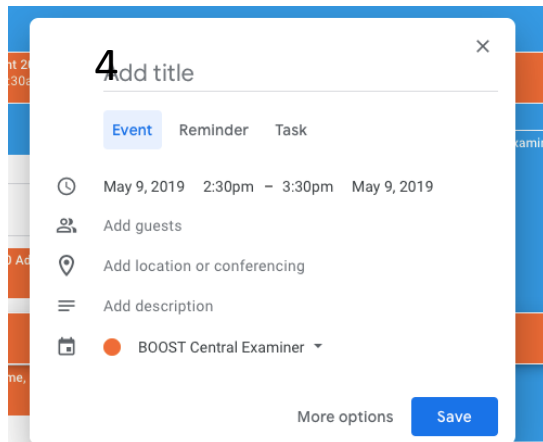 4
Add title
Event Reminder Task
May 9, 2019 2:30pm – 3:30pm May 9, 2019
Add guests
Add location or conferencing
Add description
BOOST Central Examiner
More options Save